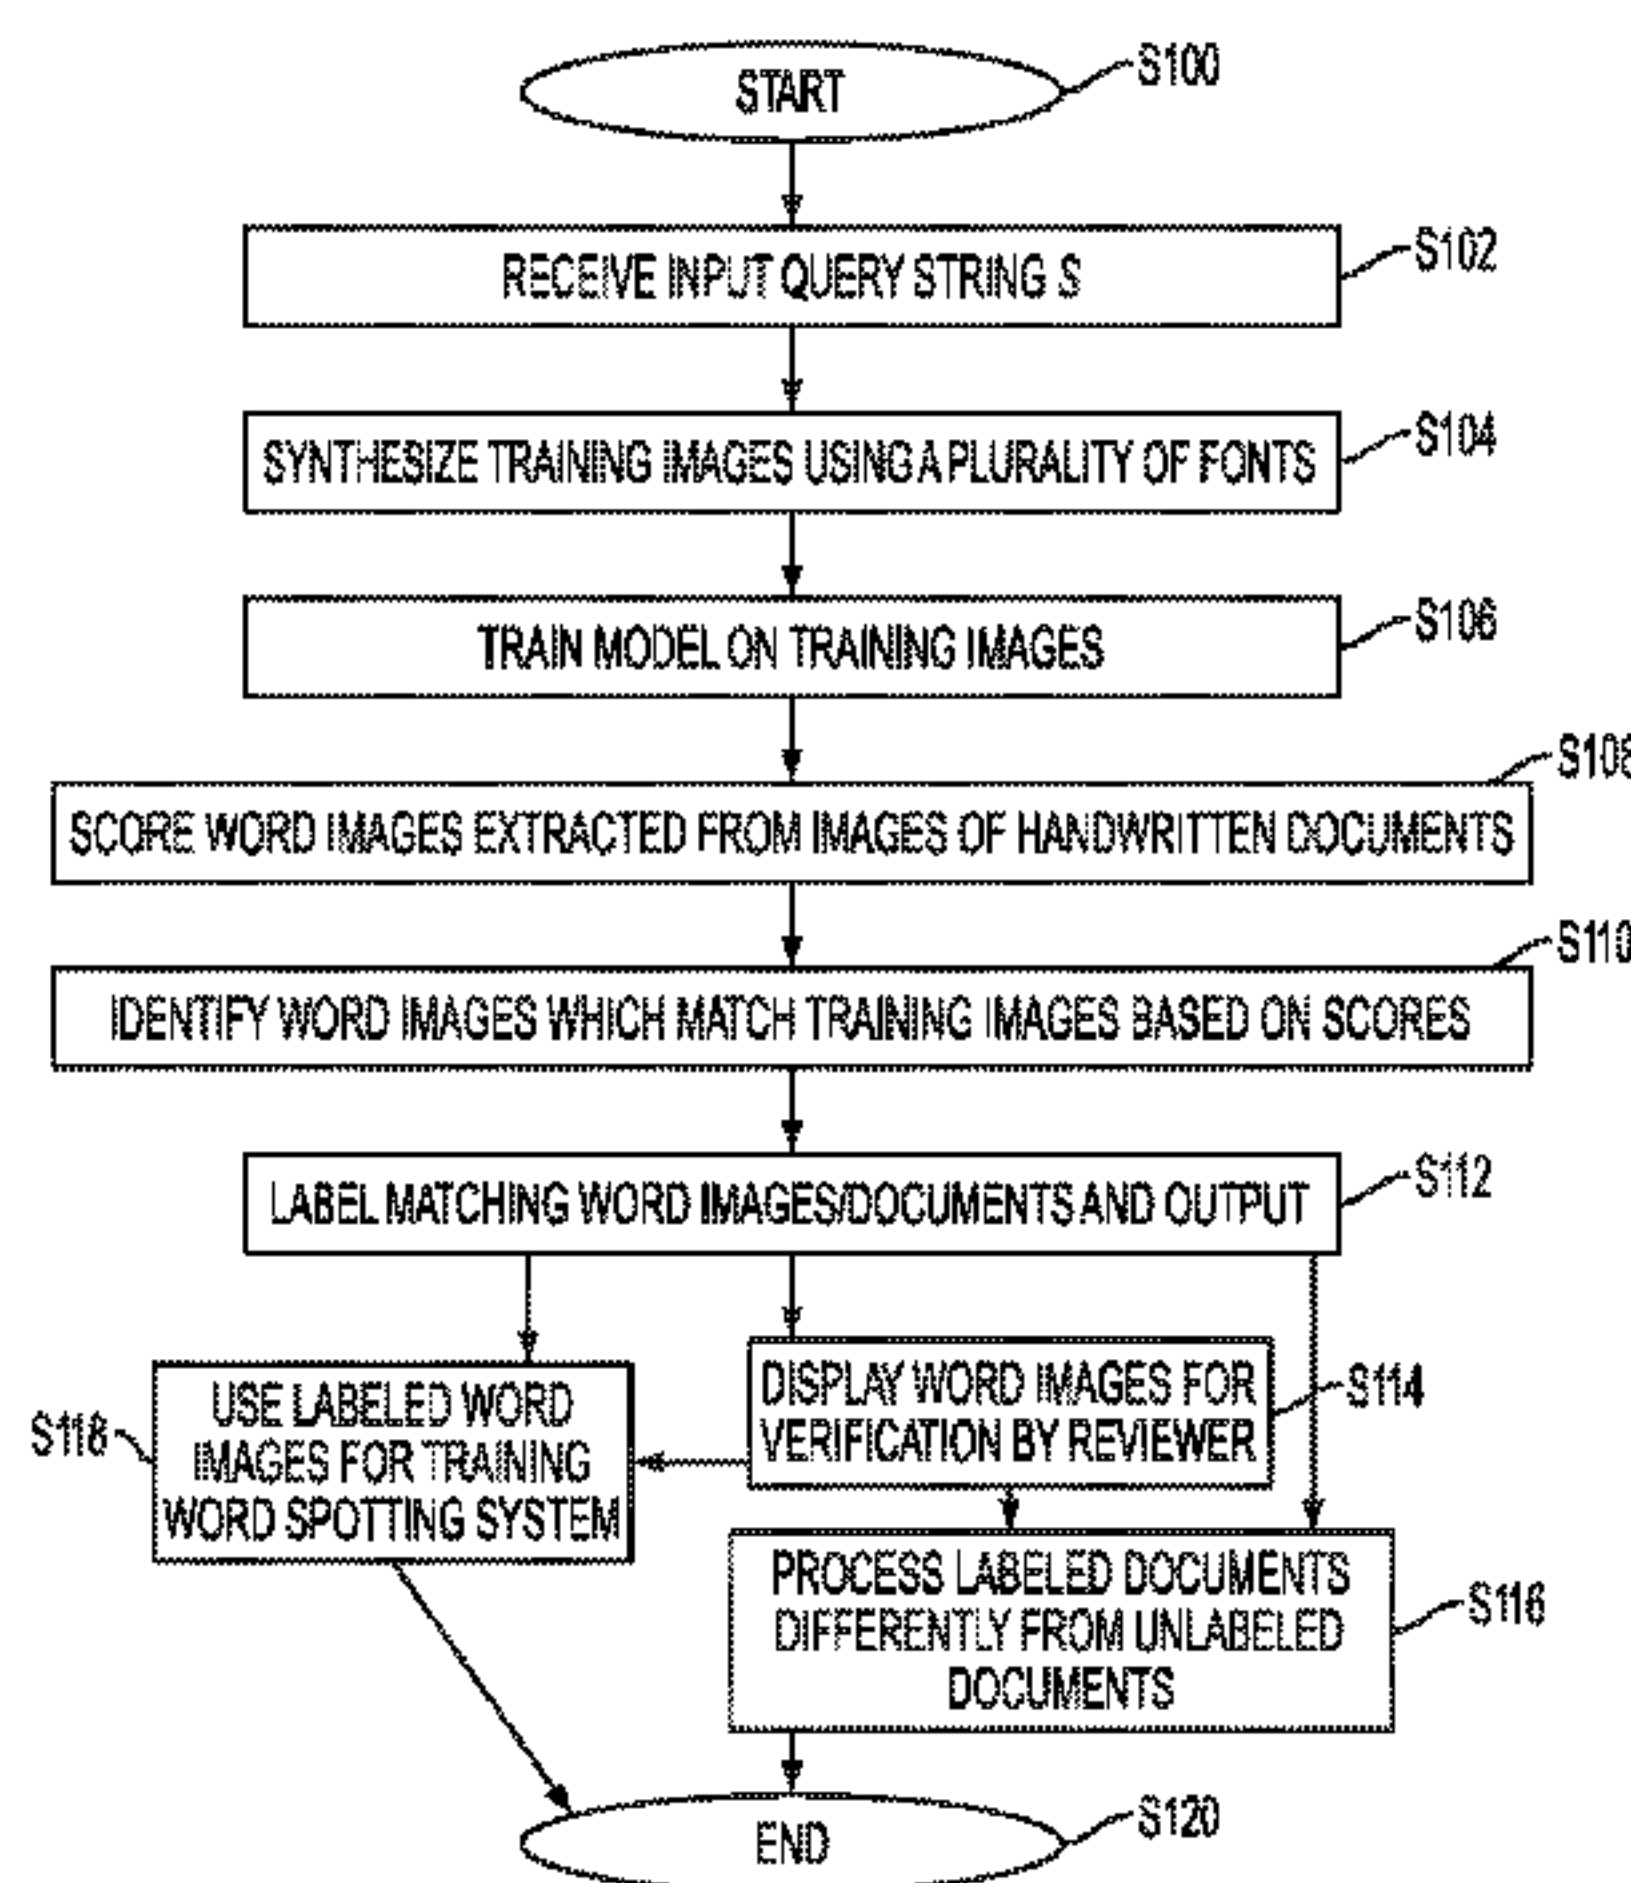 START
S100
RECEIVE INPUT QUERY STRING S
S102
SYNTHESIZE TRAINING IMAGES USING A PLURALITY OF FONTS
S104
TRAIN MODEL ON TRAINING IMAGES
S106
S108
SCORE WORD IMAGES EXTRACTED FROM IMAGES OF HANDWRITTEN DOCUMENTS
S110
IDENTIFY WORD IMAGES WHICH MATCH TRAINING IMAGES BASED ON SCORES
LABEL MATCHING WORD IMAGES/DOCUMENTS AND OUTPUT
S112
S118
USE LABELED WORD
IMAGES FOR TRAINING
WORD SPOTTING SYSTEM
DISPLAY WORD IMAGES FOR
VERIFICATION BY REVIEWER
S114
PROCESS LABELED DOCUMENTS
DIFFERENTLY FROM UNLABELED
DOCUMENTS
S116
END
S120